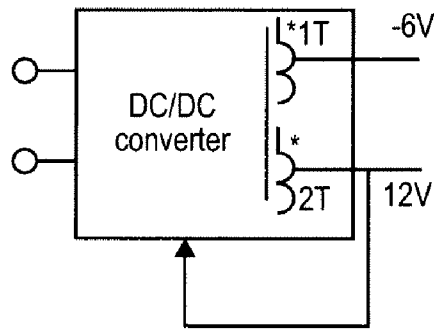 *1T
-6V
DC/DC
converter
*
2T
12V